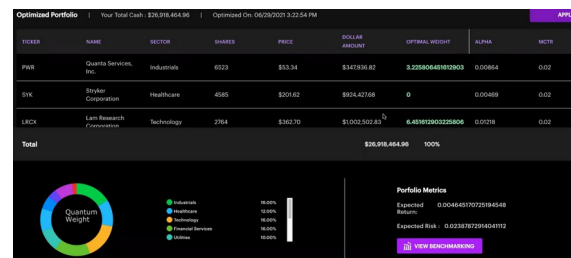 Optimized Portfolio | Your Total Cash : $26,918,464.96 | Optimized On: 06/29/2021 3:22:54 PM APPL
TICKER NAME SECTOR SHARES PRICE DOLLAR AMOUNT OPTIMAL WEIGHT ALPHA MCTR
PWR Quanta Services, Inc. Industrials 6523 $53.34 $347,936.82 3.225806451612903 0.00864 0.02
SYK Stryker Corporation Healthcare 4585 $201.62 $924,427.68 0 0.00469 0.02
LRCX Lam Research Corporation Technology 2764 $362.70 $1,002,502.83 6.451612903225806 0.01218 0.02
Total $26,918,464.96 100%
Quantum Weight
Industrials 19.00%
Healthcare 12.00%
Technology 16.00%
Financial Services 16.00%
Utilities 10.00%
Porfolio Metrics
Expected Return: 0.004645170725194548
Expected Risk : 0.02387872914041112
VIEW BENCHMARKING